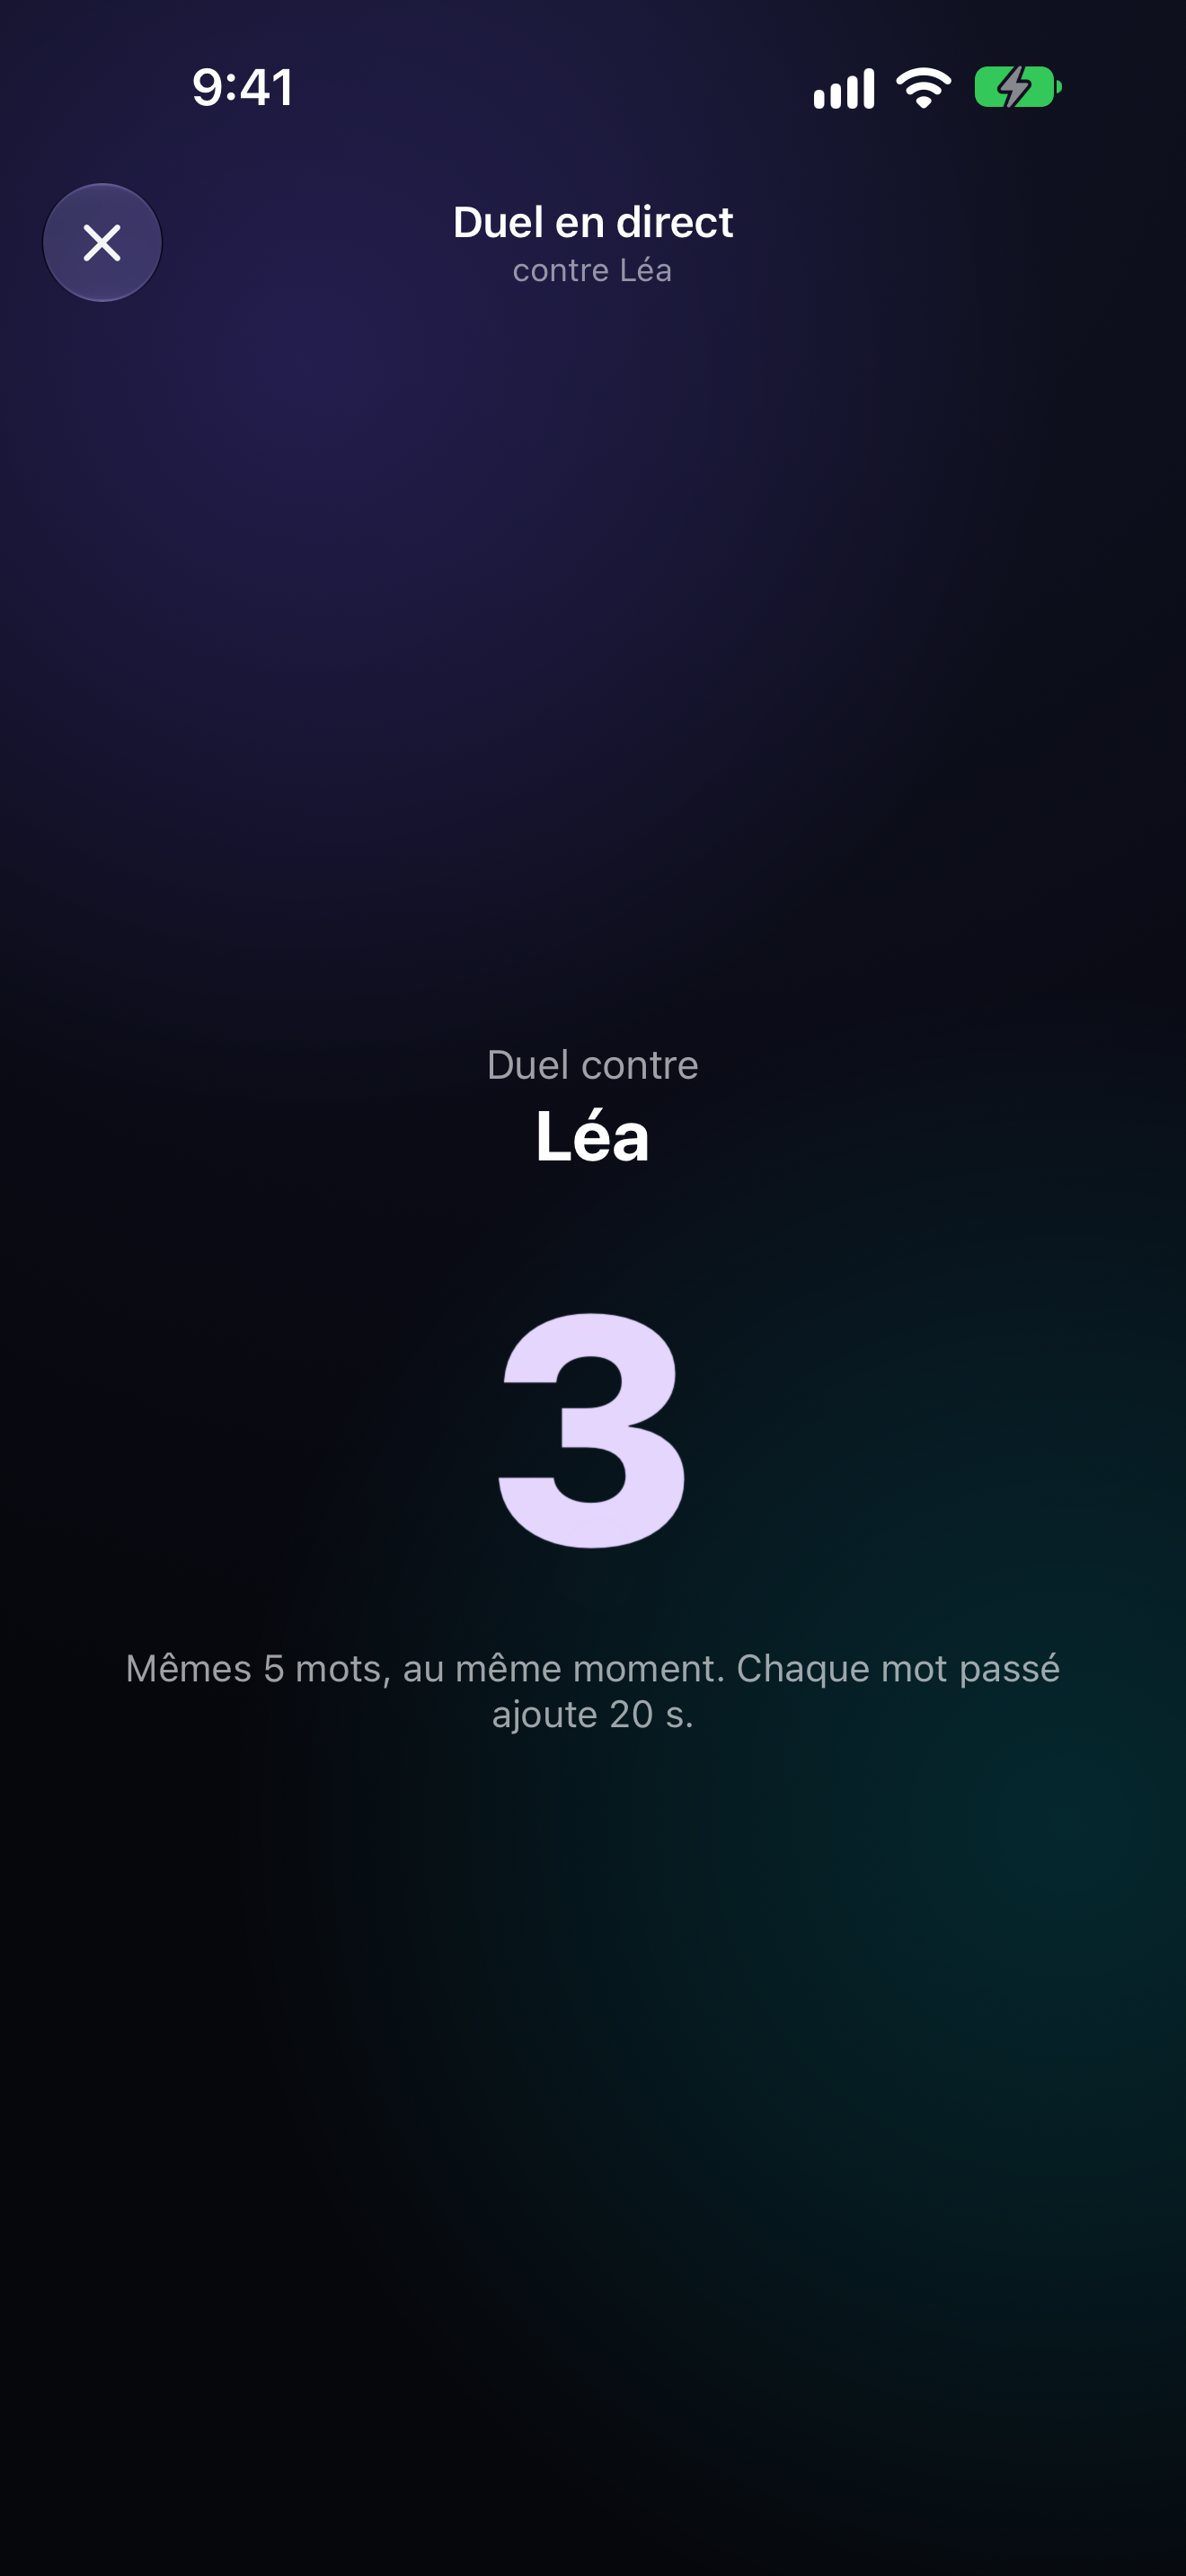 9:41
Duel en direct
contre Léa
Duel contre
Léa
3
Mêmes 5 mots, au même moment. Chaque mot passé
ajoute 20 s.